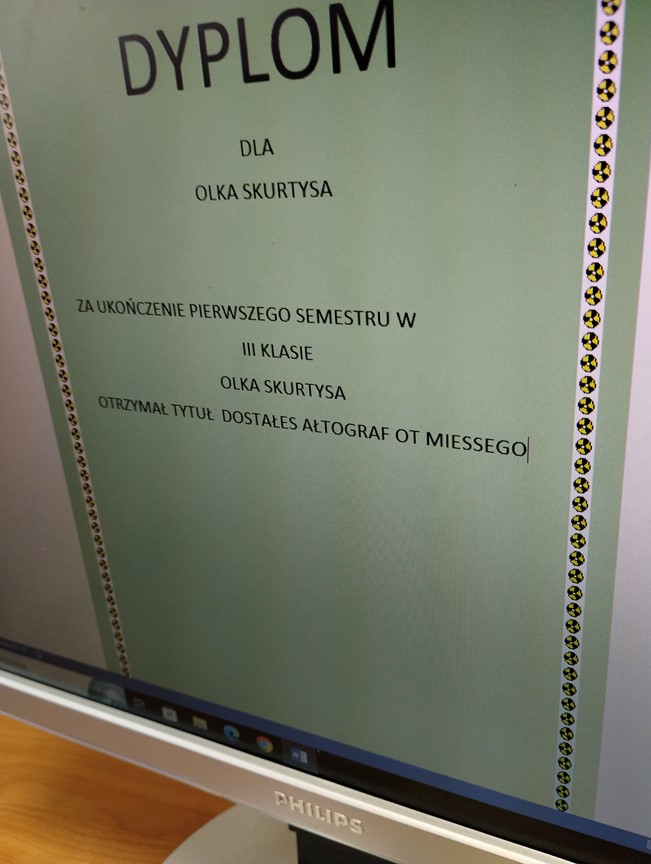 DYPLOM
DLA
OLKA SKURTYSA
ZA UKOŃCZENIE PIERWSZEGO SEMESTRU W
III KLASIE
OLKA SKURTYSA
OTRZYMAŁ TYTUŁ DOSTAŁES AŁTOGRAF OT MIESSEGO
PHILIPS